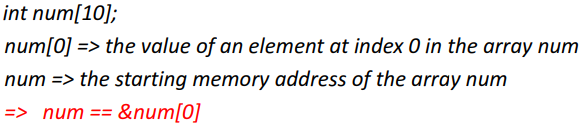 int num[10];
num[0] => the value of an element at index 0 in the array num
num => the starting memory address of the array num
=> num == &num[0]